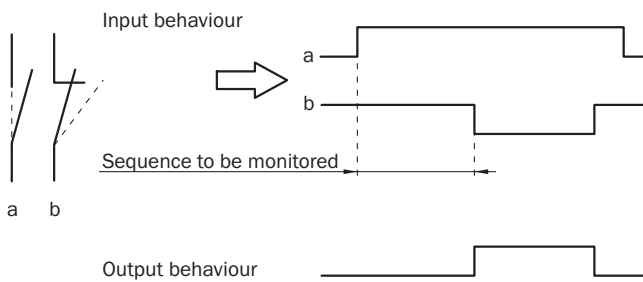 Input behaviour
a
b
Sequence to be monitored
a b
Output behaviour